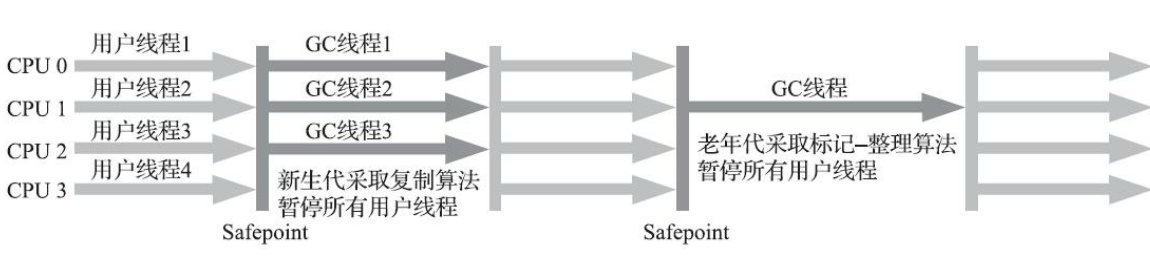 用户线程1
GC线程1
CPU 0
用户线程2
GC线程2
GC线程
CPU 1
用户线程3
GC线程3
CPU 2
老年代采取标记–整理算法
暂停所有用户线程
用户线程4
CPU 3
新生代采取复制算法
暂停所有用户线程
Safepoint
Safepoint